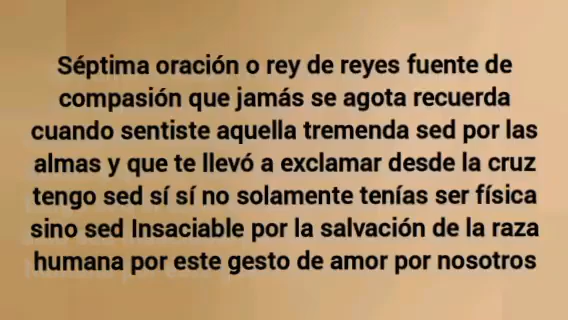 Séptima oración o rey de reyes fuente de
compasión que jamás se agota recuerda
cuando sentiste aquella tremenda sed por las
almas y que te llevó a exclamar desde la cruz
tengo sed sí sí no solamente tenías ser física
sino sed Insaciable por la salvación de la raza
humana por este gesto de amor por nosotros